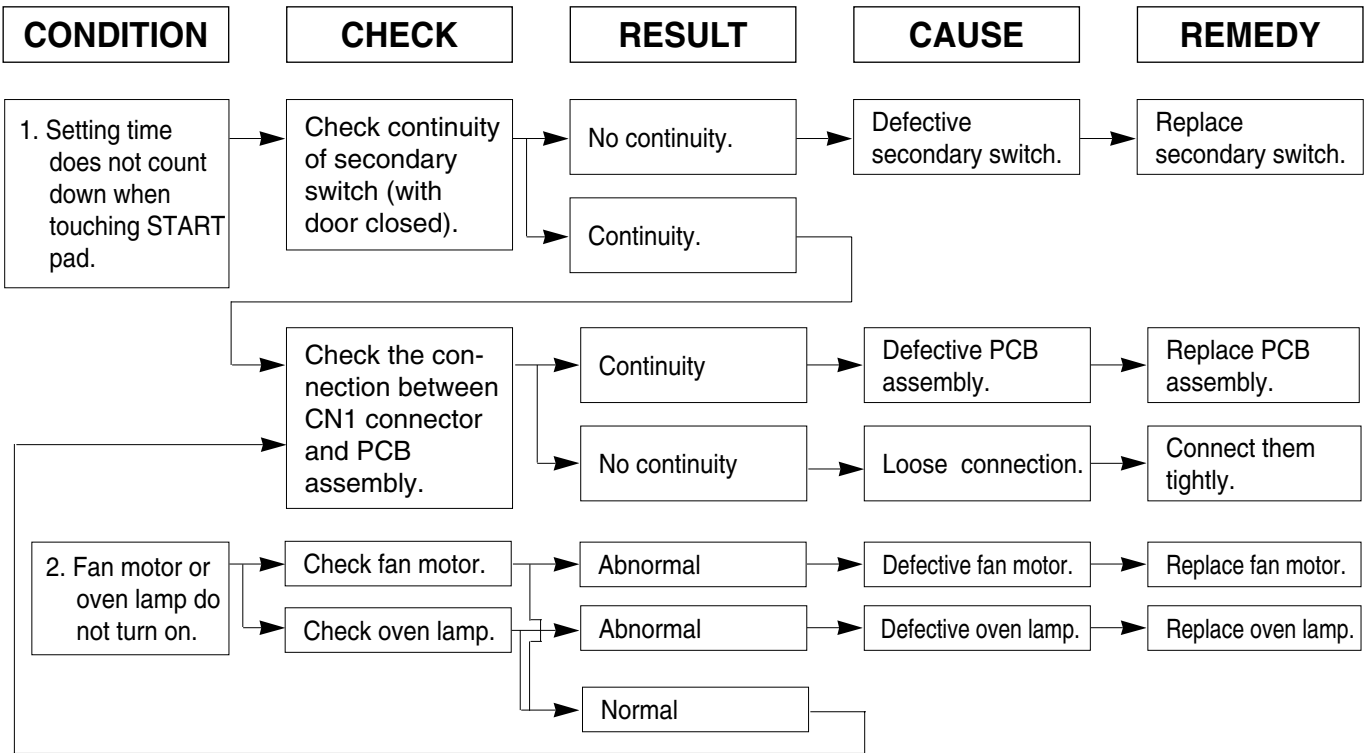 CONDITION
CHECK
RESULT
CAUSE
REMEDY
1. Setting time
does not count
down when
touching START
pad.
Check continuity
of secondary
switch (with
door closed).
No continuity.
Defective
secondary switch.
Replace
secondary switch.
Continuity.
Check the con-
nection between
CN1 connector
and PCB
assembly.
Continuity
Defective PCB
assembly.
Replace PCB
assembly.
No continuity
Loose connection.
Connect them
tightly.
2. Fan motor or
oven lamp do
not turn on.
Check fan motor.
Abnormal
Defective fan motor.
Replace fan motor.
Check oven lamp.
Abnormal
Defective oven lamp.
Replace oven lamp.
Normal